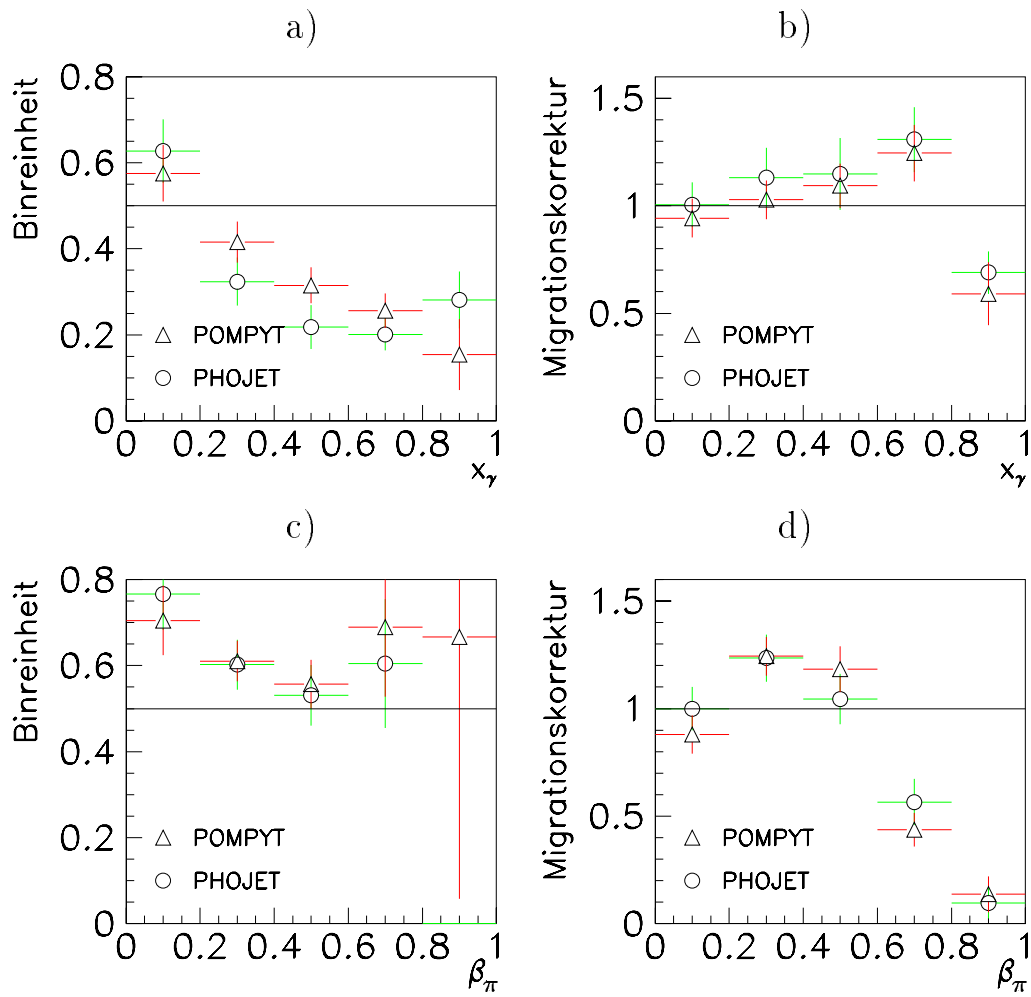 a)
Binreinheit
0.8
0.6
0.4
0.2
0
△ POMPYT
○ PHOJET
0 0.2 0.4 0.6 0.8 1
xγ
b)
Migrationskorrektur
1.5
1
0.5
0
△ POMPYT
○ PHOJET
0 0.2 0.4 0.6 0.8 1
xγ
c)
Binreinheit
0.8
0.6
0.4
0.2
0
△ POMPYT
○ PHOJET
0 0.2 0.4 0.6 0.8 1
βπ
d)
Migrationskorrektur
1.5
1
0.5
0
△ POMPYT
○ PHOJET
0 0.2 0.4 0.6 0.8 1
βπ